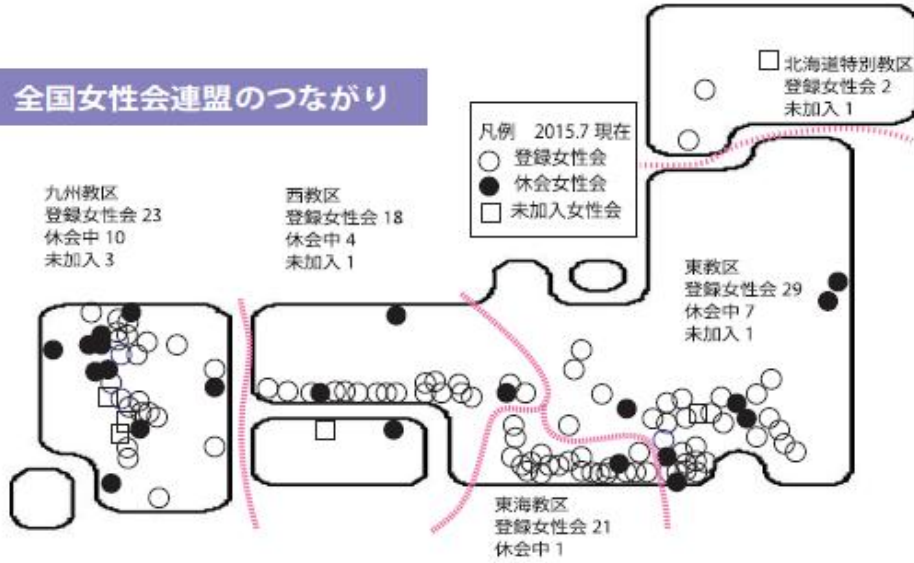 全国女性会連盟のつながり
凡例 2015.7 現在
登録女性会
休会女性会
未加入女性会
北海道特別教区
登録女性会 2
未加入 1
九州教区
登録女性会 23
休会中 10
未加入 3
西教区
登録女性会 18
休会中 4
未加入 1
東教区
登録女性会 29
休会中 7
未加入 1
東海教区
登録女性会 21
休会中 1